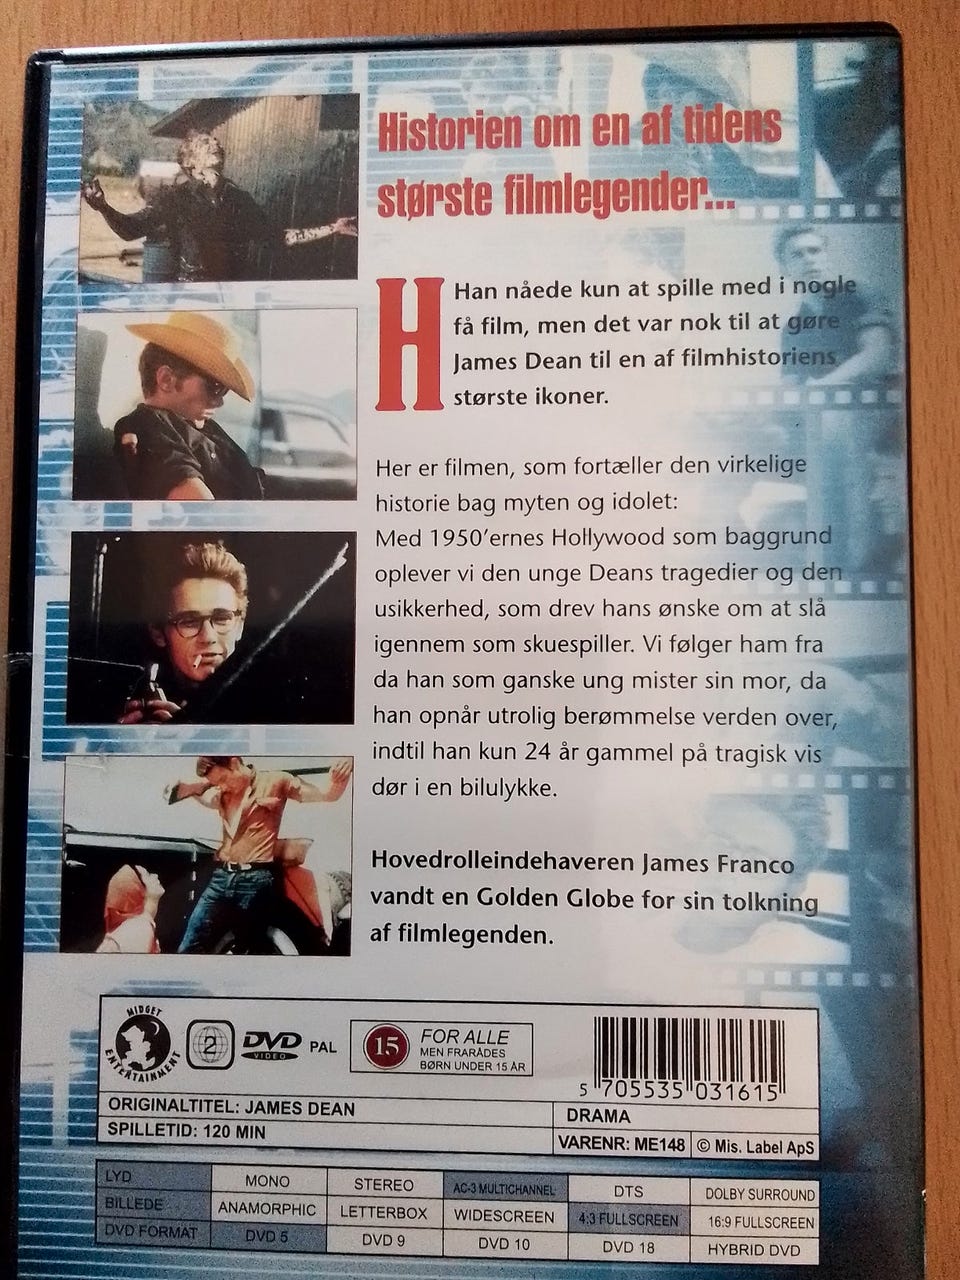 Historien om en af tidens
største filmlegender...
H
Han nåede kun at spille med i nogle
få film, men det var nok til at gøre
James Dean til en af filmhistoriens
største ikoner.
Her er filmen, som fortæller den virkelige
historie bag myten og idolet:
Med 1950'ernes Hollywood som baggrund
oplever vi den unge Deans tragedier og den
usikkerhed, som drev hans ønske om at slå
igennem som skuespiller. Vi følger ham fra
da han som ganske ung mister sin mor, da
han opnår utrolig berømmelse verden over,
indtil han kun 24 år gammel på tragisk vis
dør i en bilulykke.
Hovedrolleindehaveren James Franco
vandt en Golden Globe for sin tolkning
af filmlegenden.
MIDGET ENTERTAINMENT
2
DVD VIDEO
PAL
15
FOR ALLE
MEN FRARÅDES
BØRN UNDER 15 ÅR
5 705535 031615
ORIGINALTITEL: JAMES DEAN
DRAMA
SPILLETID: 120 MIN
VARENR: ME148 © Mis. Label ApS
LYD MONO STEREO AC-3 MULTICHANNEL DTS DOLBY SURROUND
BILLEDE ANAMORPHIC LETTERBOX WIDESCREEN 4:3 FULLSCREEN 16:9 FULLSCREEN
DVD FORMAT DVD 5 DVD 9 DVD 10 DVD 18 HYBRID DVD